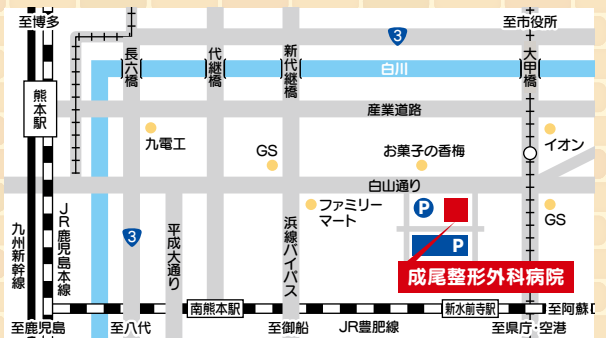 至博多
至市役所
3
長六橋
代継橋
新代継橋
大甲橋
白川
熊本駅
産業道路
九電工
GS
お菓子の香梅
イオン
白山通り
ファミリー
マート
P
GS
九州新幹線
JR鹿児島本線
3
平成大通り
浜線バイパス
P
成尾整形外科病院
南熊本駅
新水前寺駅
至阿蘇
至鹿児島
至八代
至御船
JR豊肥線
至県庁・空港